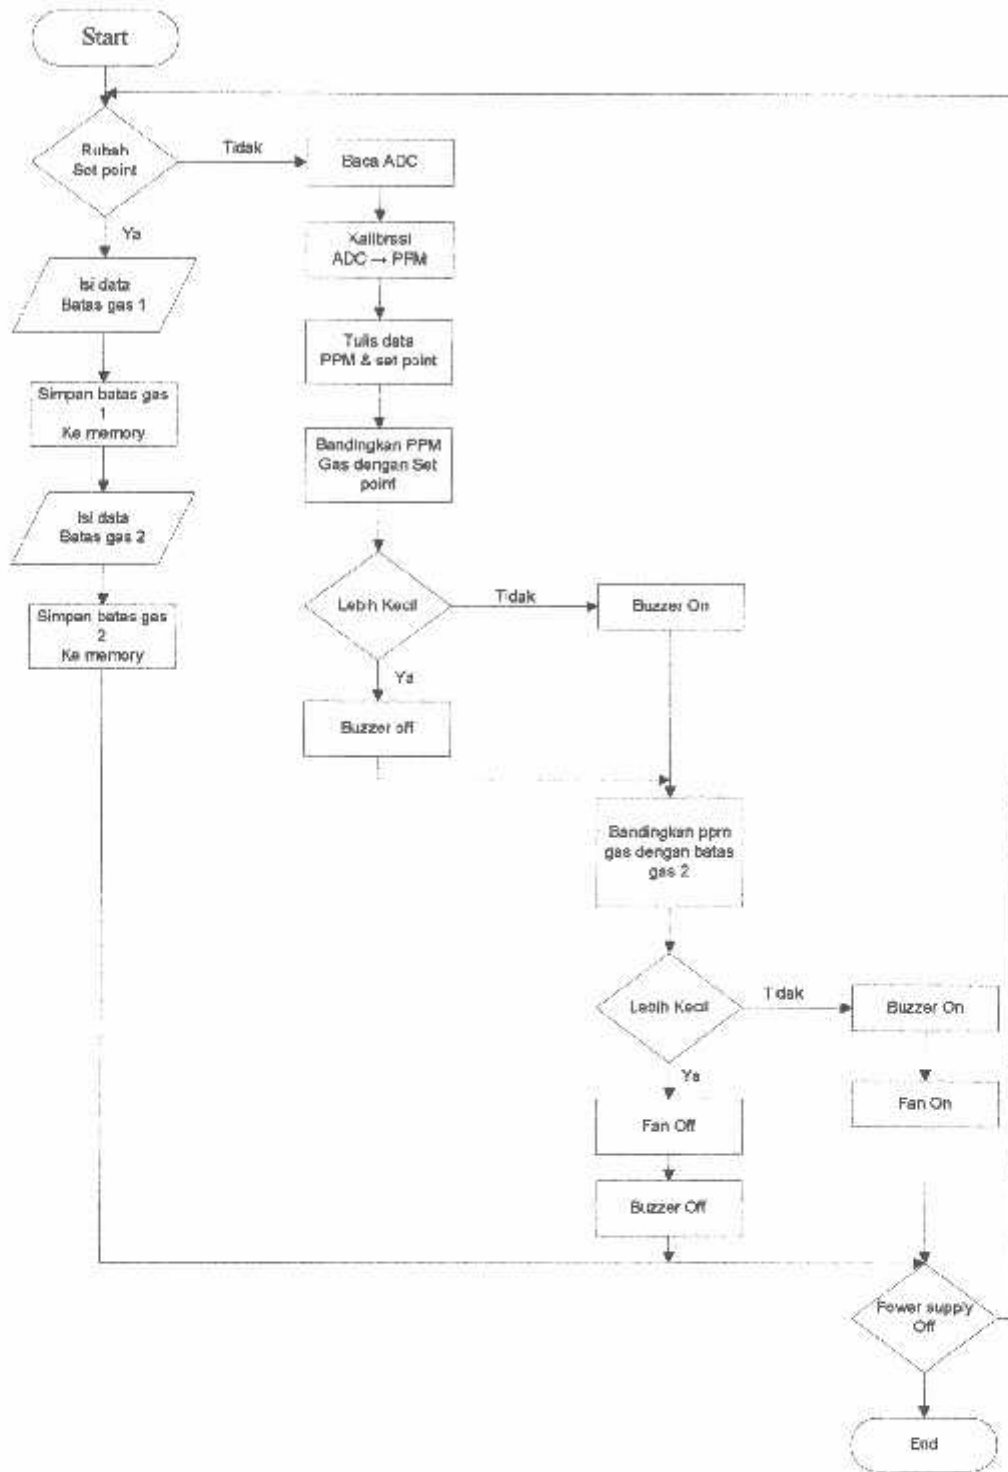 Start
Rubah
Set point
Tidak
Ya
Isi data
Batas gas 1
Simpan batas gas
1
Ke memory
Isi data
Batas gas 2
Simpan batas gas
2
Ke memory
Baca ADC
Kalibrasi
ADC → PPM
Tulis data
PPM & set point
Bandingkan PPM
Gas dengan Set
point
Lebih Kecil
Tidak
Ya
Buzzer off
Buzzer On
Bandingkan ppm
gas dengan batas
gas 2
Lebih Kecil
Tidak
Ya
Fan Off
Buzzer Off
Buzzer On
Fan On
Power supply
Off
End